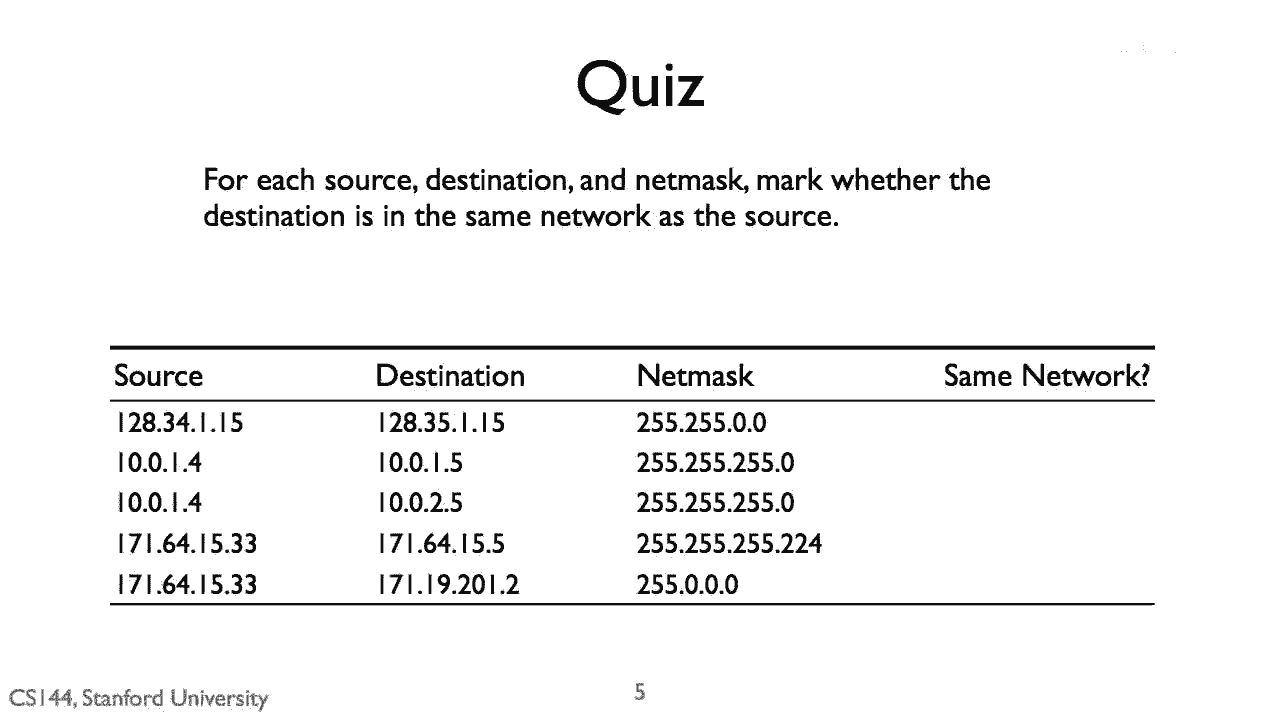 Quiz
For each source, destination, and netmask, mark whether the
destination is in the same network as the source.
Source Destination Netmask Same Network?
128.34.1.15 128.35.1.15 255.255.0.0
10.0.1.4 10.0.1.5 255.255.255.0
10.0.1.4 10.0.2.5 255.255.255.0
171.64.15.33 171.64.15.5 255.255.255.224
171.64.15.33 171.19.201.2 255.0.0.0
CS144, Stanford University 5